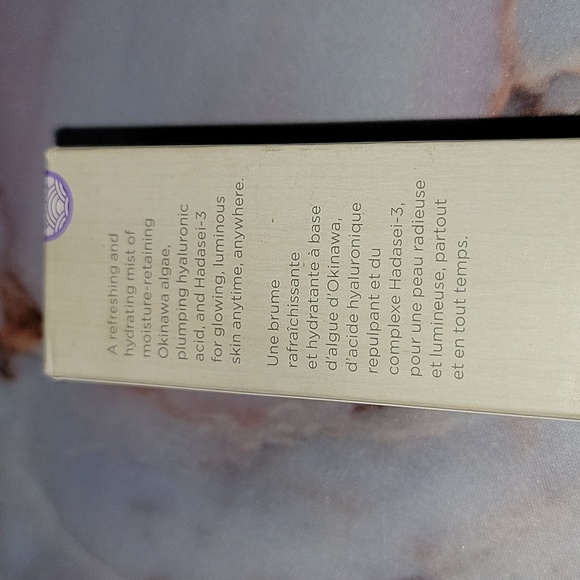 A refreshing and
hydrating mist of
moisture-retaining
Okinawa algae,
plumping hyaluronic
acid, and Hadasei-3
for glowing, luminous
skin anytime, anywhere.
Une brume
rafraîchissante
et hydratante à base
d'algue d'Okinawa,
d'acide hyaluronique
repulpant et du
complexe Hadasei-3,
pour une peau radieuse
et lumineuse, partout
et en tout temps.